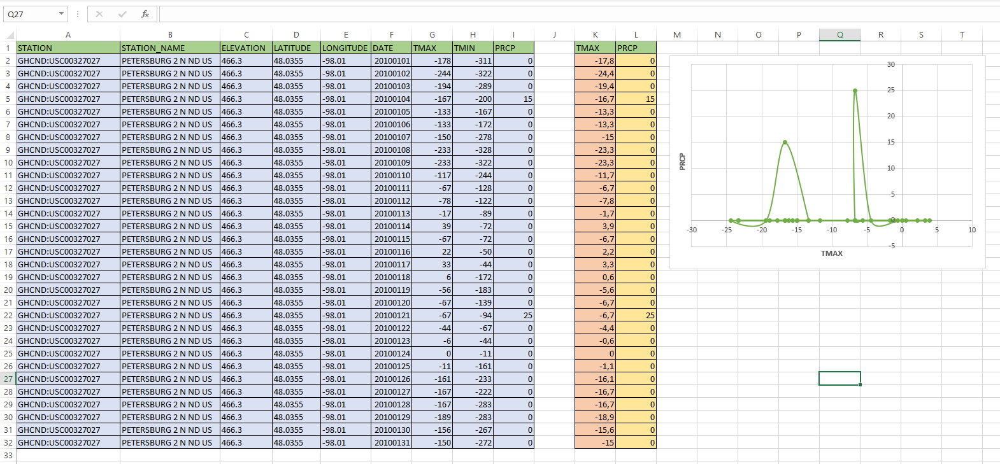 Q27 fx
A B C D E F G H I J K L M N O P Q R S T
1 STATION STATION_NAME ELEVATION LATITUDE LONGITUDE DATE TMAX TMIN PRCP TMAX PRCP
2 GHCND:USC00327027 PETERSBURG 2 N ND US 466.3 48.0355 -98.01 20100101 -178 -311 0 -17,8 0
3 GHCND:USC00327027 PETERSBURG 2 N ND US 466.3 48.0355 -98.01 20100102 -244 -322 0 -24,4 0
4 GHCND:USC00327027 PETERSBURG 2 N ND US 466.3 48.0355 -98.01 20100103 -194 -289 0 -19,4 0
5 GHCND:USC00327027 PETERSBURG 2 N ND US 466.3 48.0355 -98.01 20100104 -167 -200 15 -16,7 15
6 GHCND:USC00327027 PETERSBURG 2 N ND US 466.3 48.0355 -98.01 20100105 -133 -167 0 -13,3 0
7 GHCND:USC00327027 PETERSBURG 2 N ND US 466.3 48.0355 -98.01 20100106 -133 -172 0 -13,3 0
8 GHCND:USC00327027 PETERSBURG 2 N ND US 466.3 48.0355 -98.01 20100107 -150 -278 0 -15 0
9 GHCND:USC00327027 PETERSBURG 2 N ND US 466.3 48.0355 -98.01 20100108 -233 -328 0 -23,3 0
10 GHCND:USC00327027 PETERSBURG 2 N ND US 466.3 48.0355 -98.01 20100109 -233 -322 0 -23,3 0
11 GHCND:USC00327027 PETERSBURG 2 N ND US 466.3 48.0355 -98.01 20100110 -117 -244 0 -11,7 0
12 GHCND:USC00327027 PETERSBURG 2 N ND US 466.3 48.0355 -98.01 20100111 -67 -128 0 -6,7 0
13 GHCND:USC00327027 PETERSBURG 2 N ND US 466.3 48.0355 -98.01 20100112 -78 -122 0 -7,8 0
14 GHCND:USC00327027 PETERSBURG 2 N ND US 466.3 48.0355 -98.01 20100113 -17 -89 0 -1,7 0
15 GHCND:USC00327027 PETERSBURG 2 N ND US 466.3 48.0355 -98.01 20100114 39 -72 0 3,9 0
16 GHCND:USC00327027 PETERSBURG 2 N ND US 466.3 48.0355 -98.01 20100115 -67 -72 0 -6,7 0
17 GHCND:USC00327027 PETERSBURG 2 N ND US 466.3 48.0355 -98.01 20100116 22 -50 0 2,2 0
18 GHCND:USC00327027 PETERSBURG 2 N ND US 466.3 48.0355 -98.01 20100117 33 -44 0 3,3 0
19 GHCND:USC00327027 PETERSBURG 2 N ND US 466.3 48.0355 -98.01 20100118 6 -172 0 0,6 0
20 GHCND:USC00327027 PETERSBURG 2 N ND US 466.3 48.0355 -98.01 20100119 -56 -183 0 -5,6 0
21 GHCND:USC00327027 PETERSBURG 2 N ND US 466.3 48.0355 -98.01 20100120 -67 -139 0 -6,7 0
22 GHCND:USC00327027 PETERSBURG 2 N ND US 466.3 48.0355 -98.01 20100121 -67 -94 25 -6,7 25
23 GHCND:USC00327027 PETERSBURG 2 N ND US 466.3 48.0355 -98.01 20100122 -44 -67 0 -4,4 0
24 GHCND:USC00327027 PETERSBURG 2 N ND US 466.3 48.0355 -98.01 20100123 -6 -44 0 -0,6 0
25 GHCND:USC00327027 PETERSBURG 2 N ND US 466.3 48.0355 -98.01 20100124 0 -11 0 0 0
26 GHCND:USC00327027 PETERSBURG 2 N ND US 466.3 48.0355 -98.01 20100125 -11 -161 0 -1,1 0
27 GHCND:USC00327027 PETERSBURG 2 N ND US 466.3 48.0355 -98.01 20100126 -161 -233 0 -16,1 0
28 GHCND:USC00327027 PETERSBURG 2 N ND US 466.3 48.0355 -98.01 20100127 -167 -222 0 -16,7 0
29 GHCND:USC00327027 PETERSBURG 2 N ND US 466.3 48.0355 -98.01 20100128 -167 -283 0 -16,7 0
30 GHCND:USC00327027 PETERSBURG 2 N ND US 466.3 48.0355 -98.01 20100129 -189 -283 0 -18,9 0
31 GHCND:USC00327027 PETERSBURG 2 N ND US 466.3 48.0355 -98.01 20100130 -156 -267 0 -15,6 0
32 GHCND:USC00327027 PETERSBURG 2 N ND US 466.3 48.0355 -98.01 20100131 -150 -272 0 -15 0
33
30
25
20
15
10
5
0
-5
PRCP
-30 -25 -20 -15 -10 -5 0 5 10
TMAX